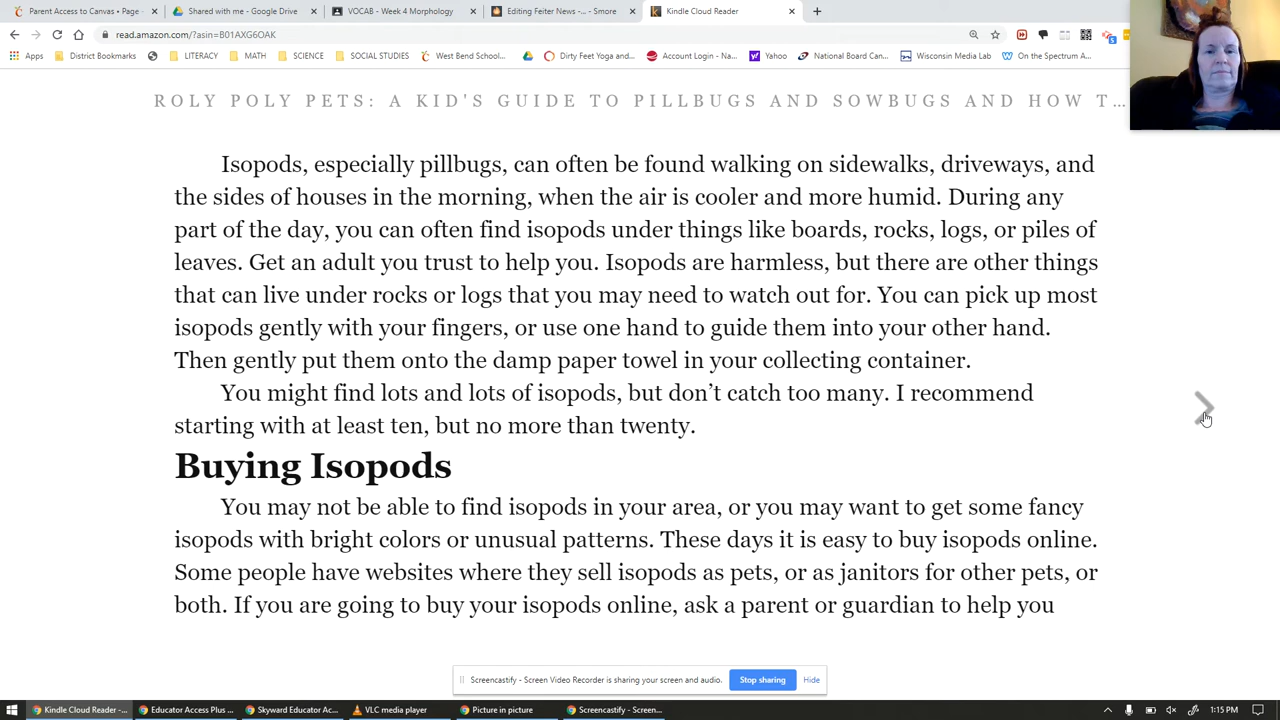 Parent Access to Canvas - Page
Shared with me - Google Drive
VOCAB - Week 4 Morphology
Editing Feiter News -... - Smore
Kindle Cloud Reader
read.amazon.com/?asin=B01AXG6OAK
Apps
District Bookmarks
LITERACY
MATH
SCIENCE
SOCIAL STUDIES
West Bend School...
Dirty Feet Yoga and...
Account Login - Na...
Yahoo
National Board Can...
Wisconsin Media Lab
On the Spectrum A...
ROLY POLY PETS: A KID'S GUIDE TO PILLBUGS AND SOWBUGS AND HOW T...
Isopods, especially pillbugs, can often be found walking on sidewalks, driveways, and
the sides of houses in the morning, when the air is cooler and more humid. During any
part of the day, you can often find isopods under things like boards, rocks, logs, or piles of
leaves. Get an adult you trust to help you. Isopods are harmless, but there are other things
that can live under rocks or logs that you may need to watch out for. You can pick up most
isopods gently with your fingers, or use one hand to guide them into your other hand.
Then gently put them onto the damp paper towel in your collecting container.
You might find lots and lots of isopods, but don't catch too many. I recommend
starting with at least ten, but no more than twenty.
Buying Isopods
You may not be able to find isopods in your area, or you may want to get some fancy
isopods with bright colors or unusual patterns. These days it is easy to buy isopods online.
Some people have websites where they sell isopods as pets, or as janitors for other pets, or
both. If you are going to buy your isopods online, ask a parent or guardian to help you
Screencastify - Screen Video Recorder is sharing your screen and audio.
Stop sharing
Hide
Kindle Cloud Reader -...
Educator Access Plus ...
Skyward Educator Ac...
VLC media player
Picture in picture
Screencastify - Screen...
1:15 PM